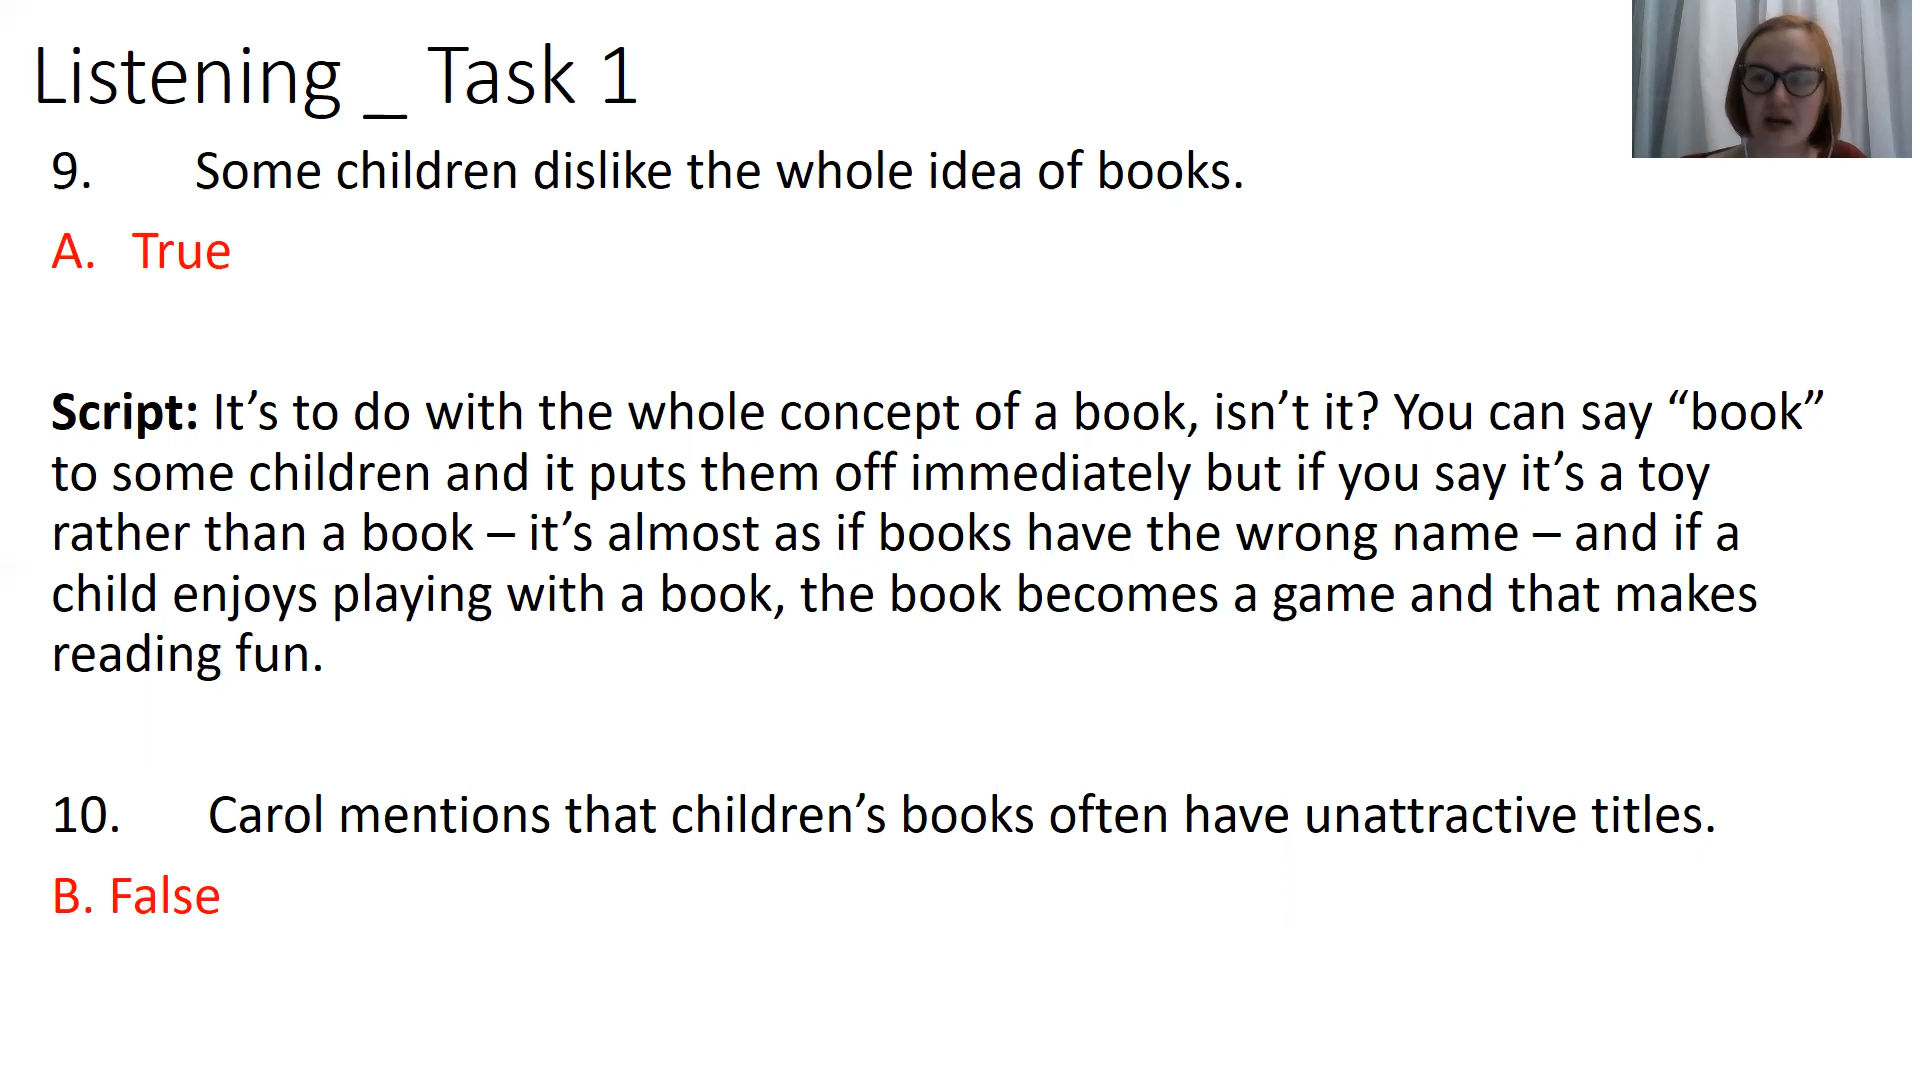 Listening _ Task 1
9. Some children dislike the whole idea of books.
A. True
Script: It’s to do with the whole concept of a book, isn’t it? You can say “book”
to some children and it puts them off immediately but if you say it’s a toy
rather than a book – it’s almost as if books have the wrong name – and if a
child enjoys playing with a book, the book becomes a game and that makes
reading fun.
10. Carol mentions that children’s books often have unattractive titles.
B. False